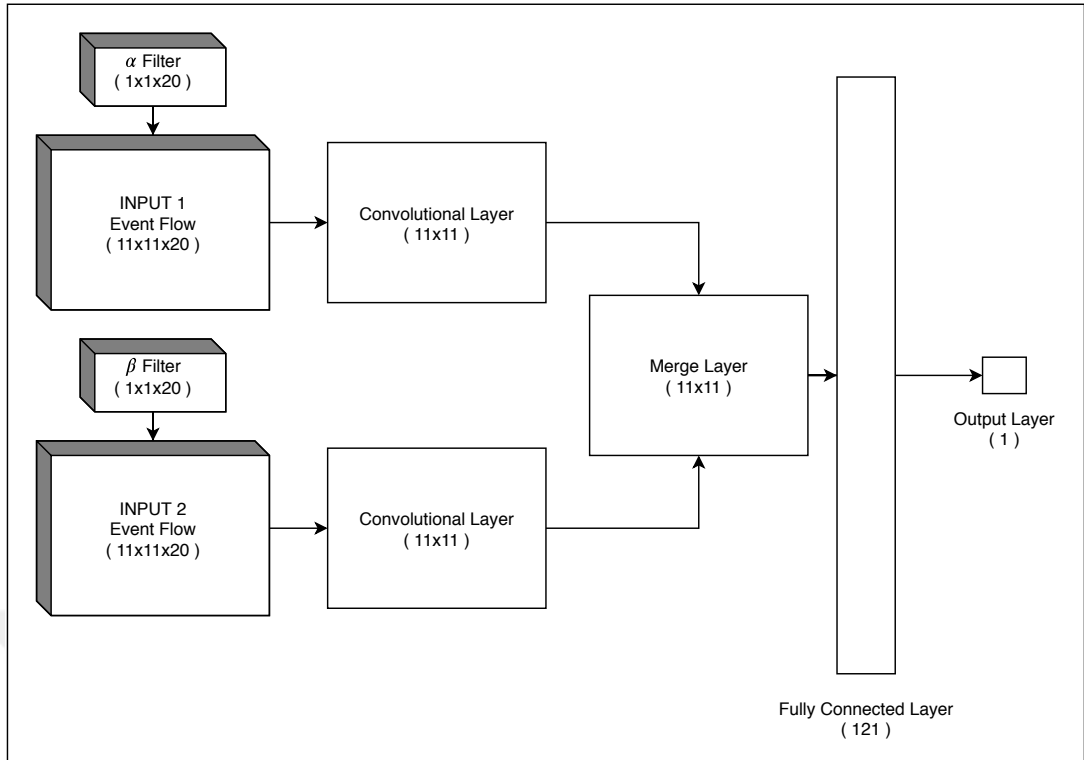 α Filter
( 1x1x20 )
INPUT 1
Event Flow
( 11x11x20 )
Convolutional Layer
( 11x11 )
β Filter
( 1x1x20 )
INPUT 2
Event Flow
( 11x11x20 )
Convolutional Layer
( 11x11 )
Merge Layer
( 11x11 )
Fully Connected Layer
( 121 )
Output Layer
( 1 )